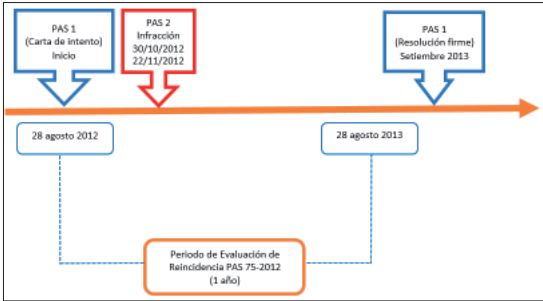 PAS 1
(Carta de intento)
Inicio
PAS 2
Infracción
30/10/2012
22/11/2012
PAS 1
(Resolución firme)
Setiembre 2013
28 agosto 2012
28 agosto 2013
Periodo de Evaluación de
Reincidencia PAS 75-2012
(1 año)